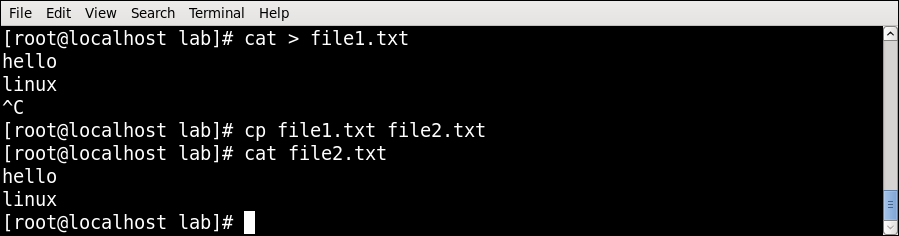 File Edit View Search Terminal Help
[root@localhost lab]# cat > file1.txt
hello
linux
^C
[root@localhost lab]# cp file1.txt file2.txt
[root@localhost lab]# cat file2.txt
hello
linux
[root@localhost lab]#